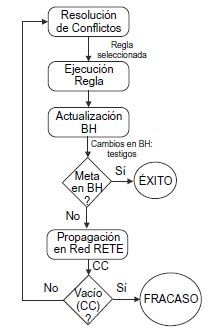 Resolución
de Conflictos
Regla
seleccionada
Ejecución
Regla
Actualización
BH
Cambios en BH:
testigos
Meta
en BH
?
Sí
ÉXITO
No
Propagación
en Red RETE
CC
No
Vacío
(CC)
?
Sí
FRACASO